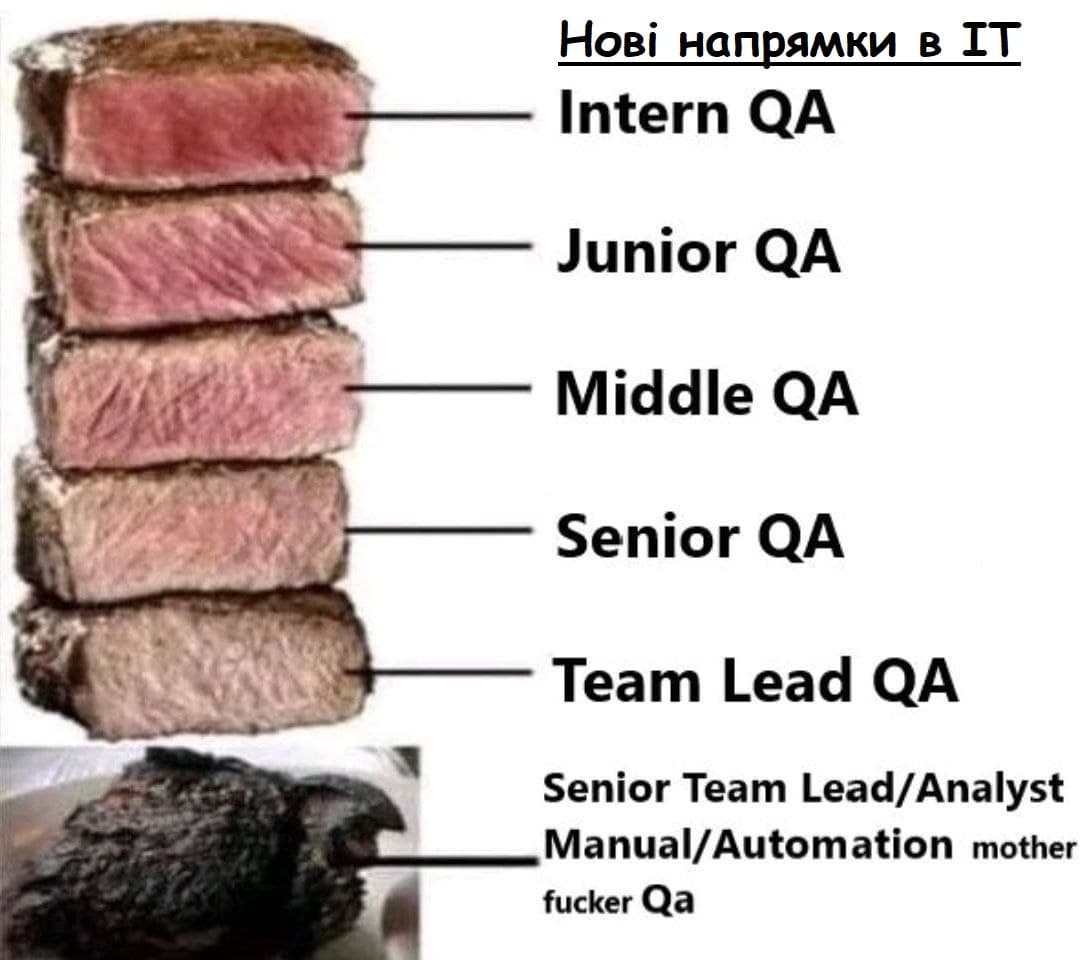 Нові напрямки в ІТ
Intern QA
Junior QA
Middle QA
Senior QA
Team Lead QA
Senior Team Lead/Analyst
Manual/Automation mother
fucker Qa